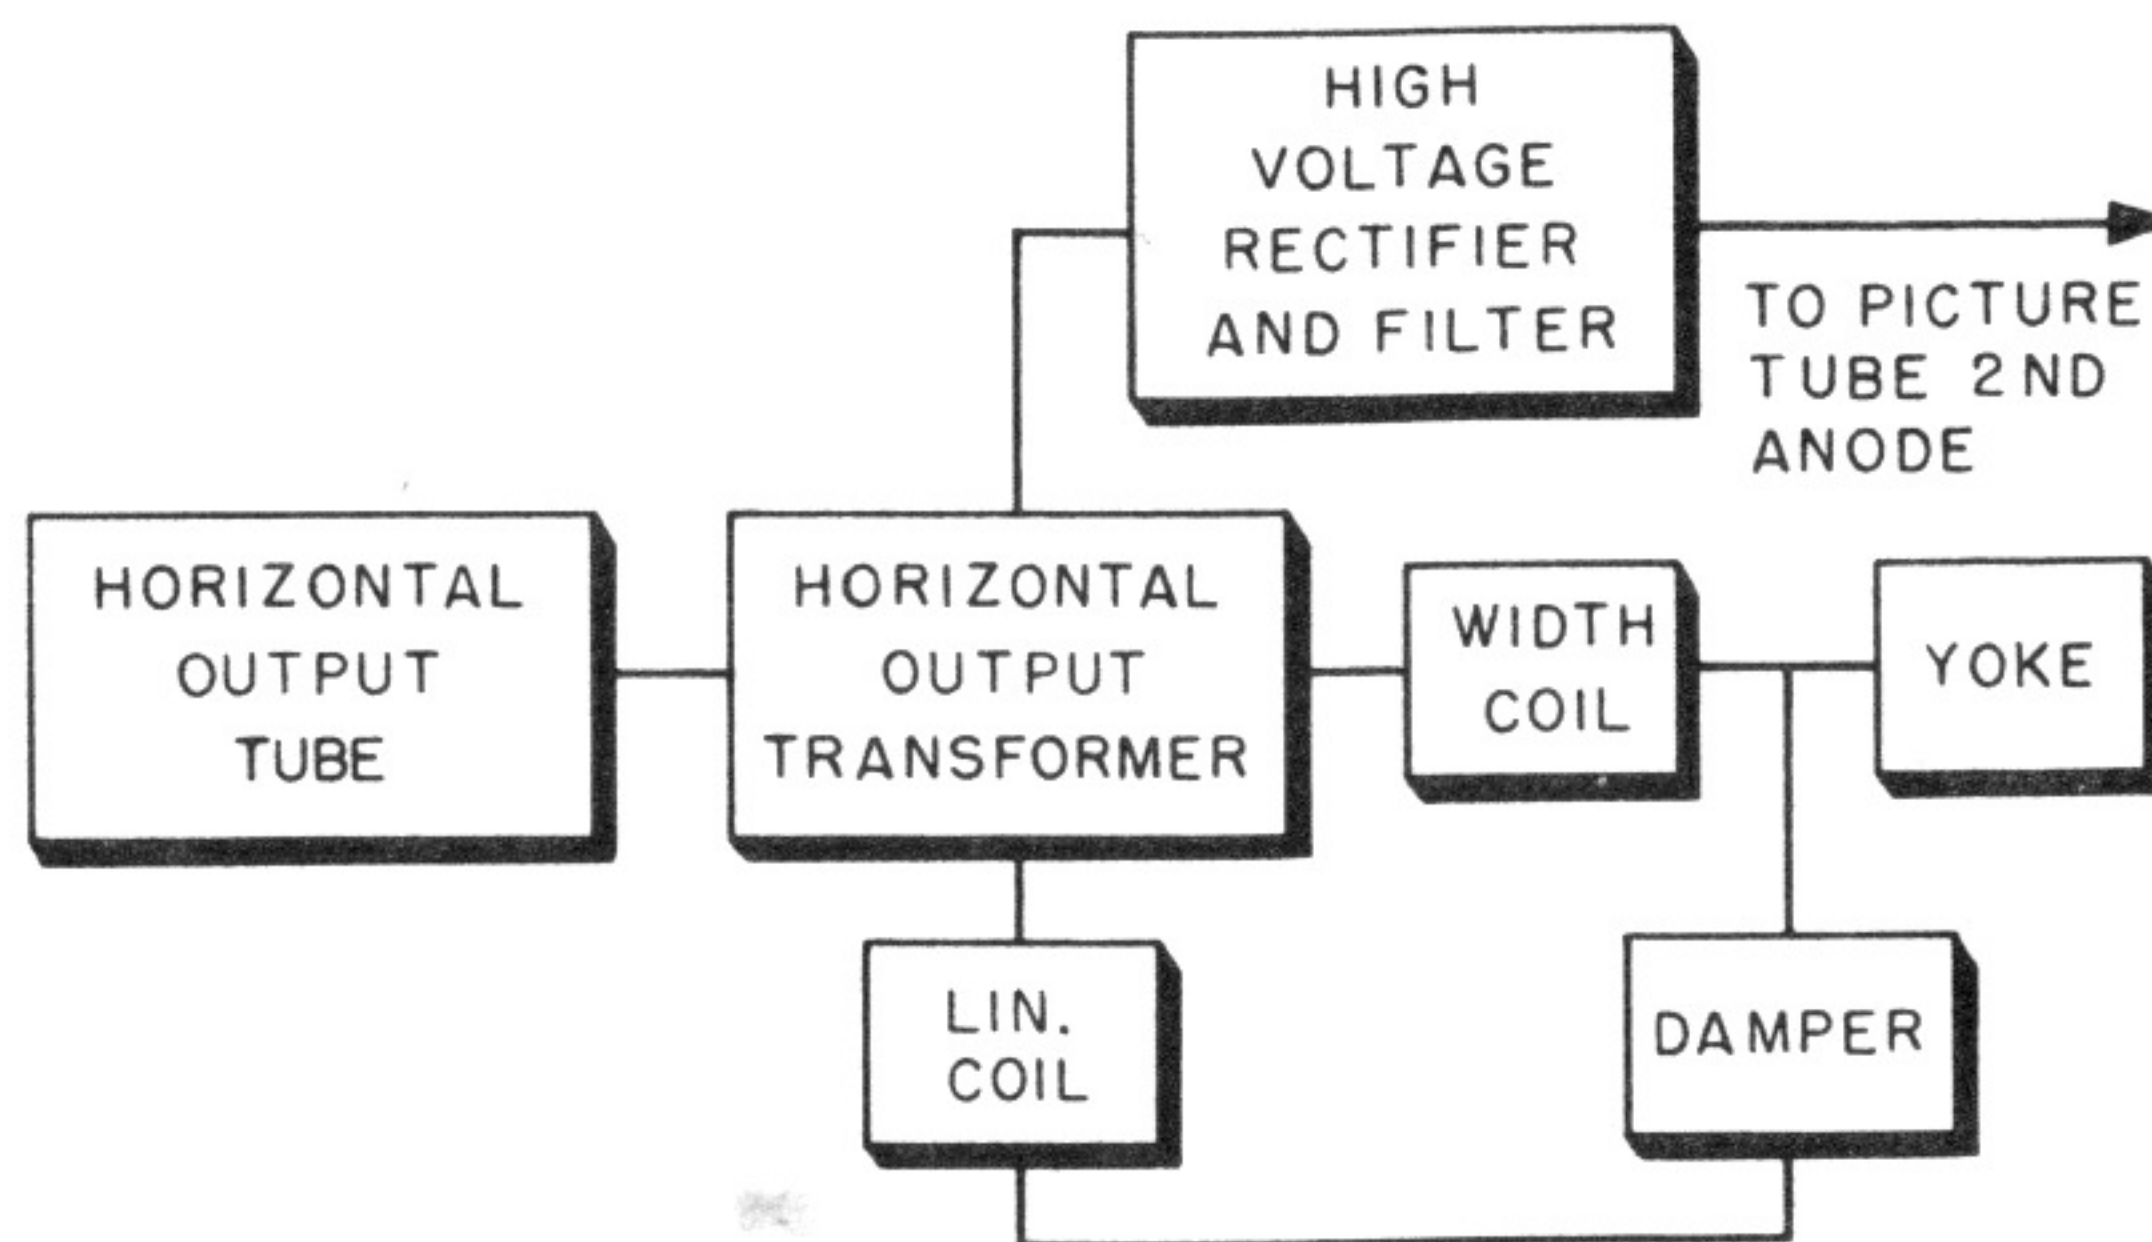 HIGH
VOLTAGE
RECTIFIER
AND FILTER
TO PICTURE
TUBE 2ND
ANODE
HORIZONTAL
OUTPUT
TUBE
HORIZONTAL
OUTPUT
TRANSFORMER
WIDTH
COIL
YOKE
LIN.
COIL
DAMPER